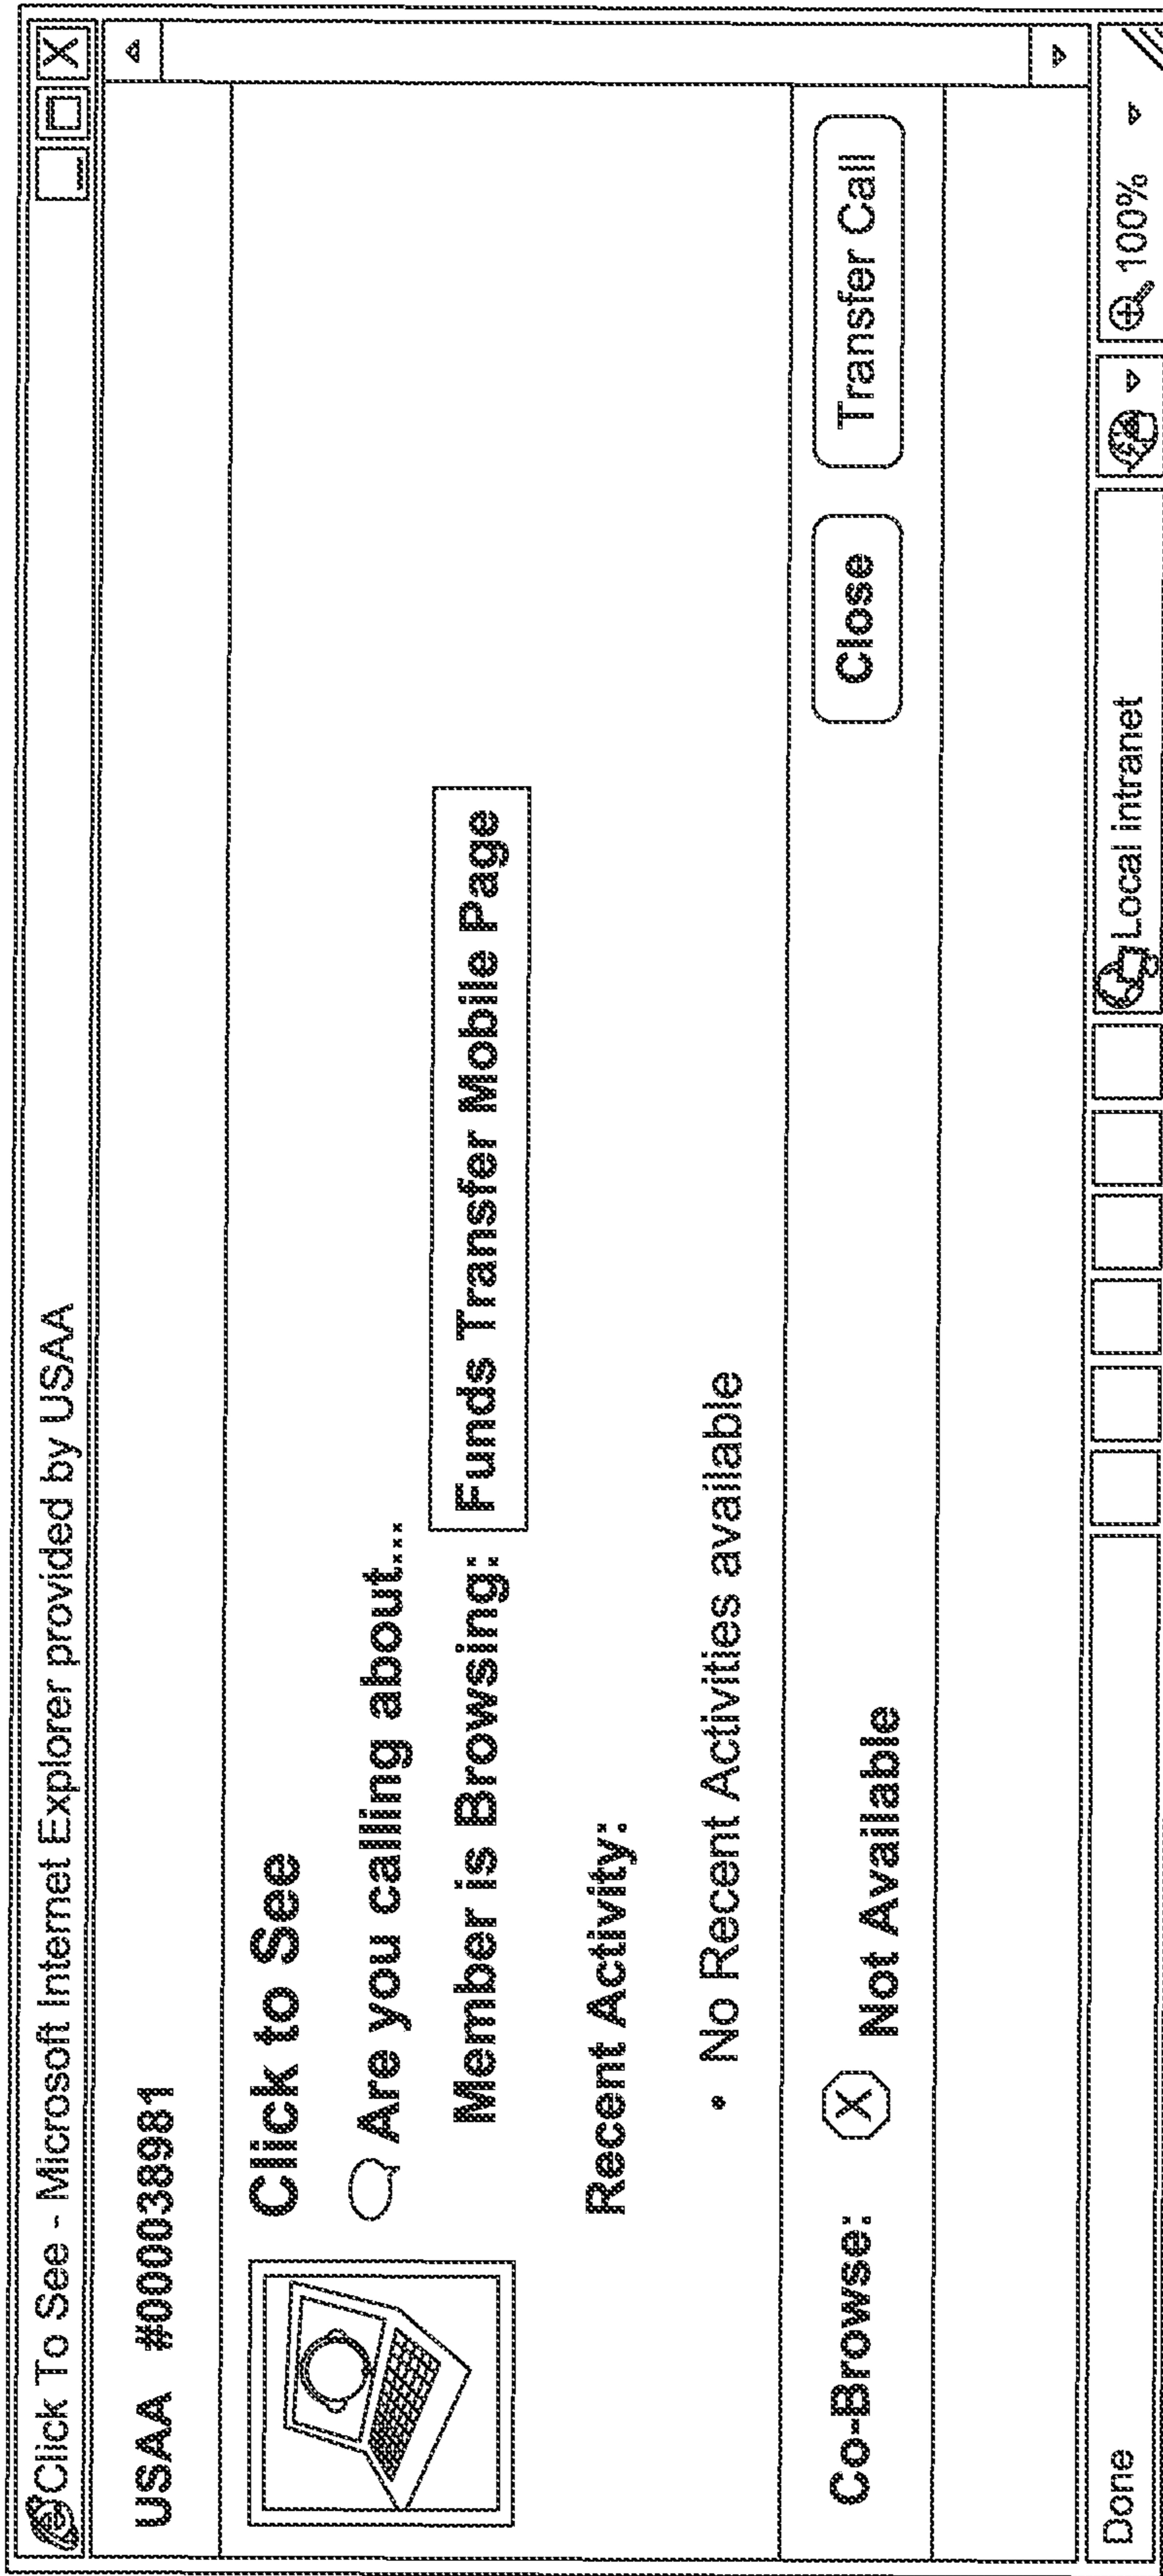 Click To See - Microsoft Internet Explorer provided by USAA
USAA #00003981
Click to See
Are you calling about...
Member is Browsing: Funds Transfer Mobile Page
Recent Activity:
• No Recent Activities available
Co-Browse: X Not Available Close Transfer Call
Done Local intranet 100%